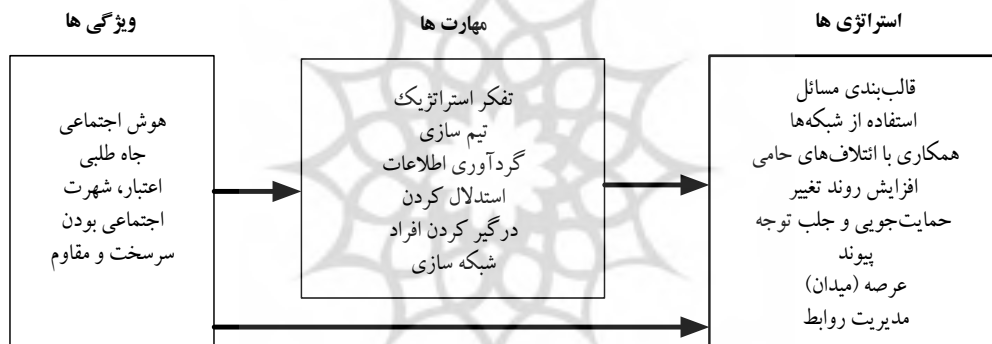 ویژگی ها
هوش اجتماعی
جاه طلبی
اعتبار، شهرت
اجتماعی بودن
سرسخت و مقاوم
مهارت ها
تفکر استراتژیک
تیم سازی
گردآوری اطلاعات
استدلال کردن
درگیر کردن افراد
شبکه سازی
استراتژی ها
قالب‌بندی مسائل
استفاده از شبکه‌ها
همکاری با ائتلاف‌های حامی
افزایش روند تغییر
حمایت‌جویی و جلب توجه
پیوند
عرصه (میدان)
مدیریت روابط